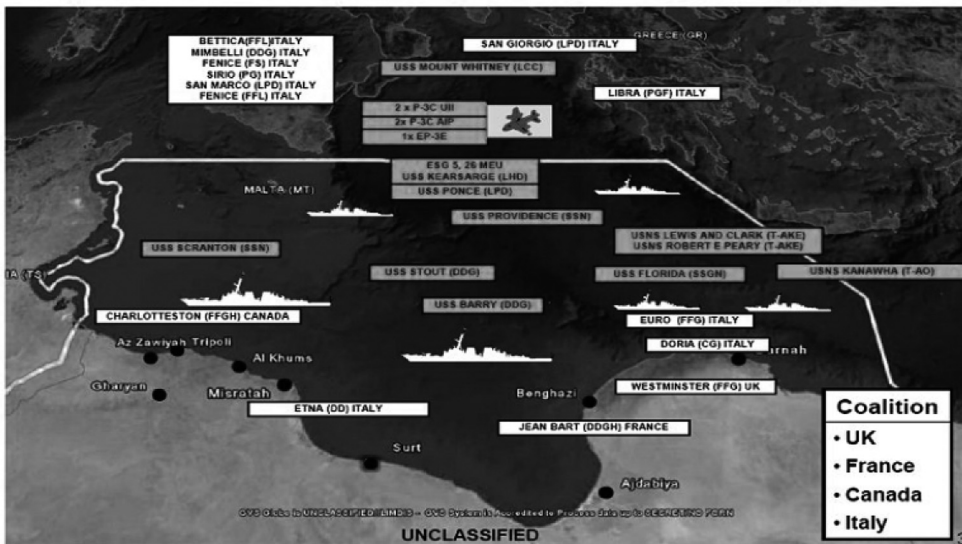 BETTICA(FFL)ITALY
MIMBELLI (DDG) ITALY
FENICE (FS) ITALY
SIRIO (PG) ITALY
SAN MARCO (LPD) ITALY
FENICE (FFL) ITALY
SAN GIORGIO (LPD) ITALY
GREECE (GR)
USS MOUNT WHITNEY (LCC)
LIBRA (PGF) ITALY
2 x P-3C UII
2x P-3C AIP
1x EP-3E
ESG 5, 26 MEU
USS KEARSARGE (LHD)
USS PONCE (LPD)
MALTA (MT)
USS PROVIDENCE (SSN)
USNS LEWIS AND CLARK (T-AKE)
USNS ROBERT E PEARY (T-AKE)
USS SCRANTON (SSN)
IA (TS)
USS STOUT (DDG)
USS FLORIDA (SSGN)
USNS KANAWHA (T-AO)
USS BARRY (DDG)
CHARLOTTESTON (FFGH) CANADA
EURO (FFG) ITALY
Az Zawiyah Tripoli
DORIA (CG) ITALY
arnah
Al Khums
Gharyan
Misratah
WESTMINSTER (FFG) UK
ETNA (DD) ITALY
Benghazi
JEAN BART (DDGH) FRANCE
Surt
Ajdabiya
Coalition
• UK
• France
• Canada
• Italy
UNCLASSIFIED